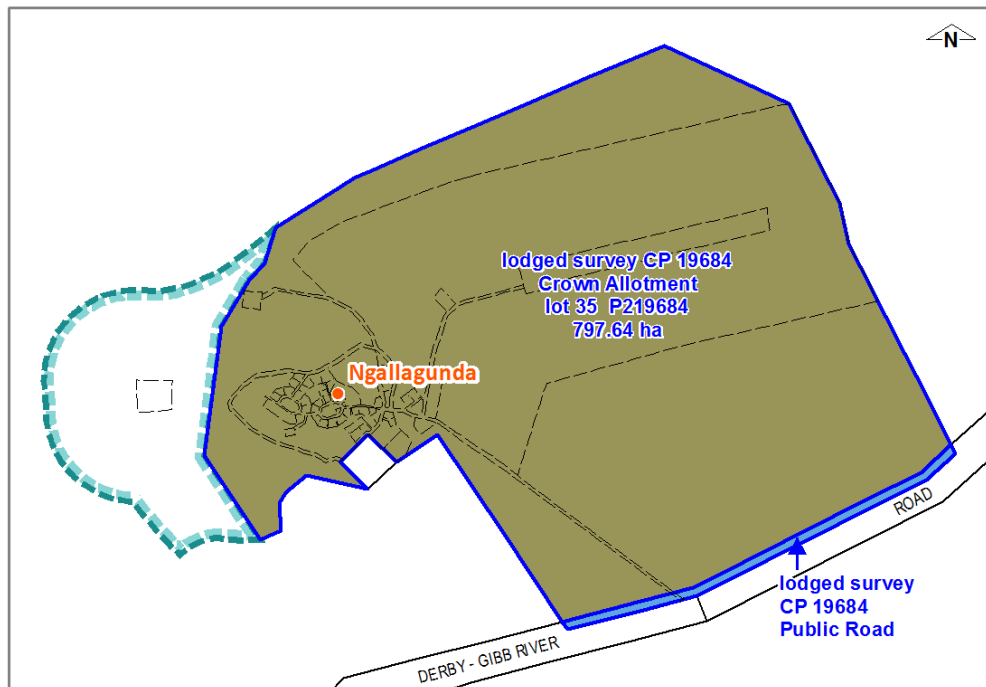 N
lodged survey CP 19684
Crown Allotment
lot 35 P219684
797.64 ha
Ngallagunda
ROAD
lodged survey
CP 19684
Public Road
DERBY - GIBB RIVER